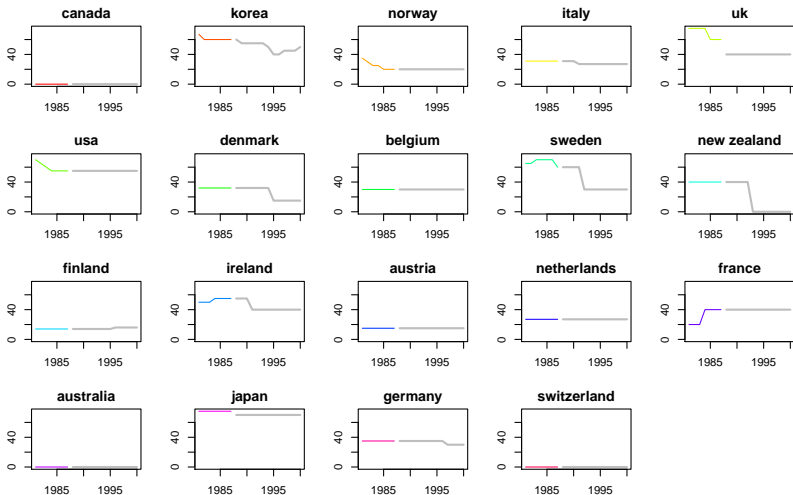 canada korea norway italy uk
0 40 0 40 0 40 0 40 0 40
1985 1995 1985 1995 1985 1995 1985 1995 1985 1995
usa denmark belgium sweden new zealand
0 40 0 40 0 40 0 40 0 40
1985 1995 1985 1995 1985 1995 1985 1995 1985 1995
finland ireland austria netherlands france
0 40 0 40 0 40 0 40 0 40
1985 1995 1985 1995 1985 1995 1985 1995 1985 1995
australia japan germany switzerland
0 40 0 40 0 40 0 40
1985 1995 1985 1995 1985 1995 1985 1995